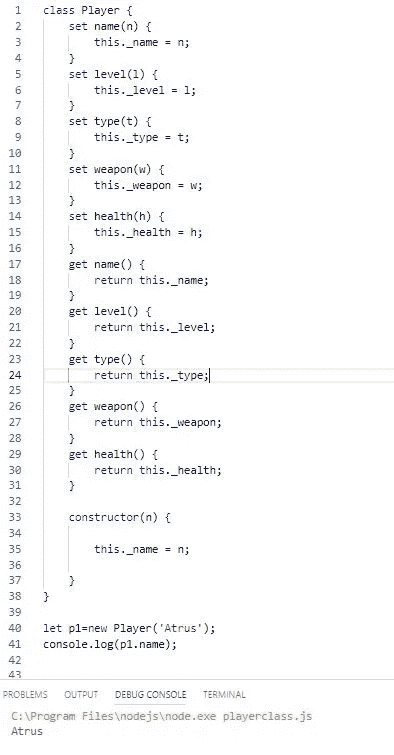 1 class Player {
2     set name(n) {
3         this._name = n;
4     }
5     set level(l) {
6         this._level = l;
7     }
8     set type(t) {
9         this._type = t;
10     }
11     set weapon(w) {
12         this._weapon = w;
13     }
14     set health(h) {
15         this._health = h;
16     }
17     get name() {
18         return this._name;
19     }
20     get level() {
21         return this._level;
22     }
23     get type() {
24         return this._type;
25     }
26     get weapon() {
27         return this._weapon;
28     }
29     get health() {
30         return this._health;
31     }
32
33     constructor(n) {
34
35         this._name = n;
36
37     }
38 }
39
40 let p1=new Player('Atrus');
41 console.log(p1.name);
42
43
PROBLEMS OUTPUT DEBUG CONSOLE TERMINAL
C:\Program Files\nodejs\node.exe playerclass.js
Atrus